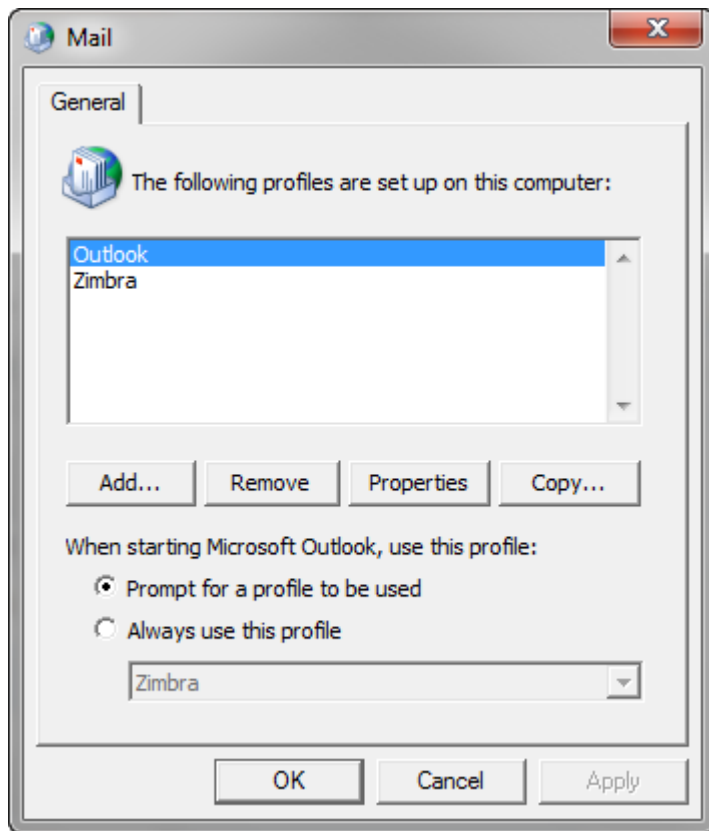 Mail
General
The following profiles are set up on this computer:
Outlook
Zimbra
Add... Remove Properties Copy...
When starting Microsoft Outlook, use this profile:
Prompt for a profile to be used
Always use this profile
Zimbra
OK Cancel Apply